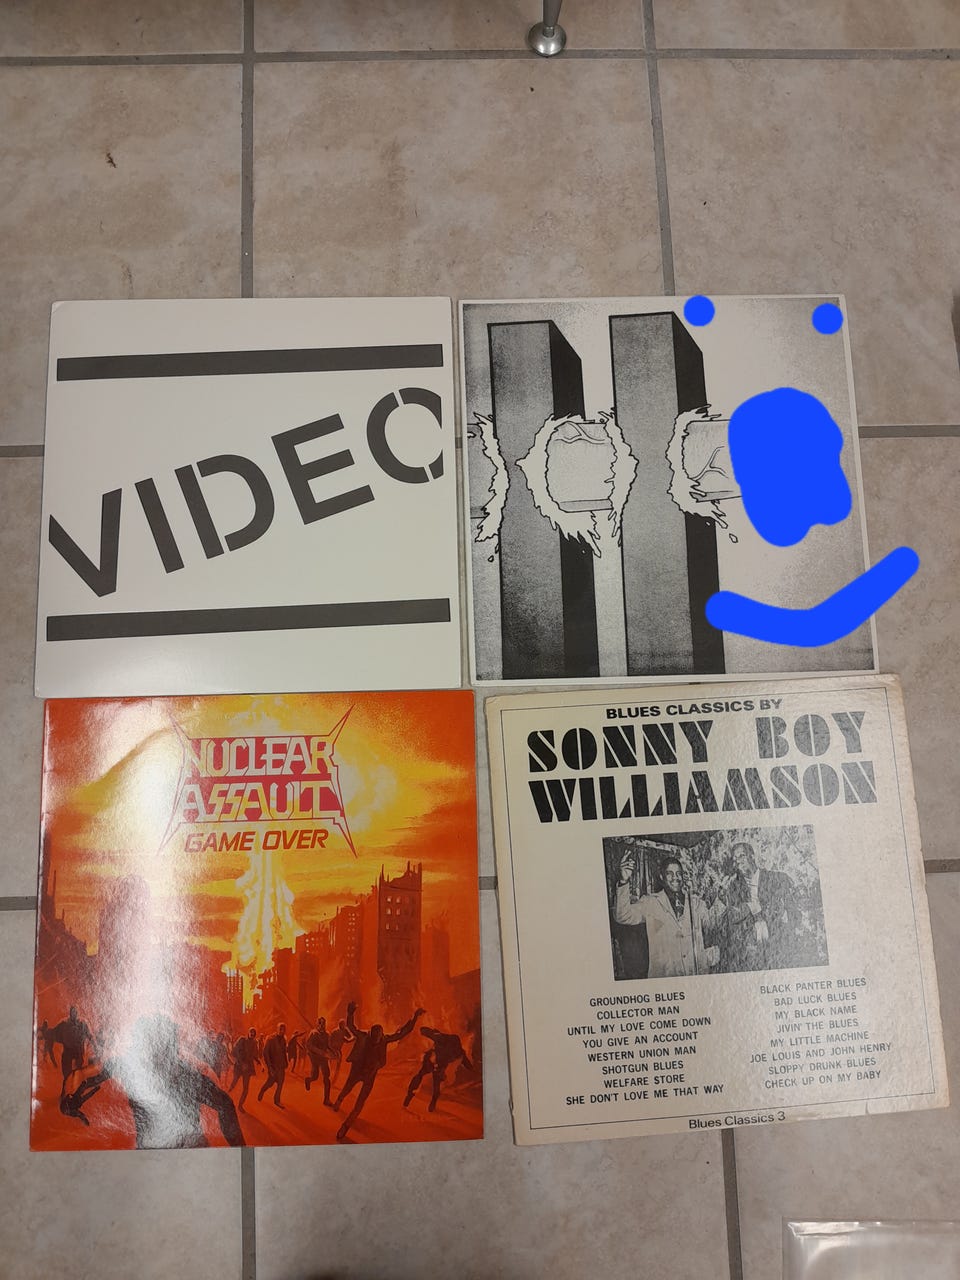 VIDEO
NUCLEAR
ASSAULT
GAME OVER
BLUES CLASSICS BY
SONNY BOY
WILLIAMSON
GROUNDHOG BLUES
COLLECTOR MAN
UNTIL MY LOVE COME DOWN
YOU GIVE AN ACCOUNT
WESTERN UNION MAN
SHOTGUN BLUES
WELFARE STORE
SHE DON'T LOVE ME THAT WAY
BLACK PANTER BLUES
BAD LUCK BLUES
MY BLACK NAME
JIVIN' THE BLUES
MY LITTLE MACHINE
JOE LOUIS AND JOHN HENRY
SLOPPY DRUNK BLUES
CHECK UP ON MY BABY
Blues Classics 3